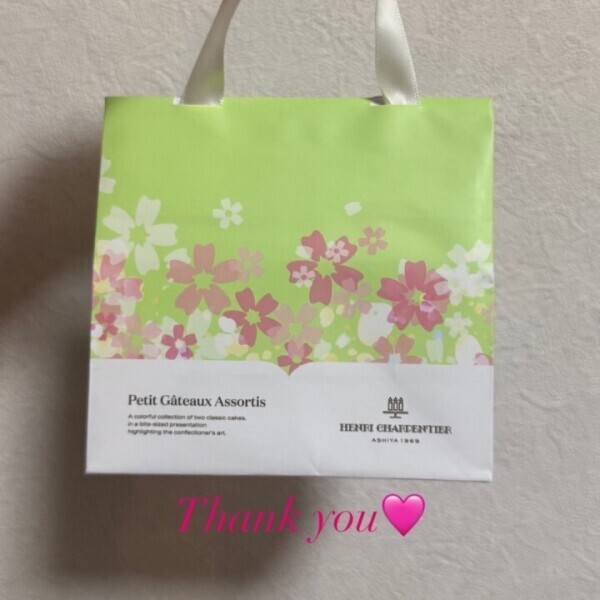 Petit Gâteaux Assortis
A colorful collection of two classic cakes,
in a bite-sized presentation
highlighting the confectioner's art.
HENRI CHARPENTIER
ASHIYA 1969
Thank you